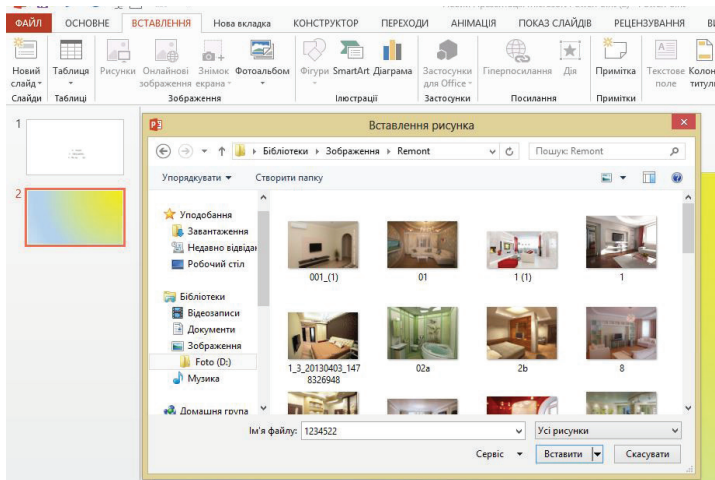 ФАЙЛ ОСНОВНЕ ВСТАВЛЕННЯ Нова вкладка КОНСТРУКТОР ПЕРЕХОДИ АНІМАЦІЯ ПОКАЗ СЛАЙДІВ РЕЦЕНЗУВАННЯ
Новий Таблиця Рисунки Онлайнові Знімок Фотоальбом Фігури SmartArt Діаграма Застосунки Гіперпосилання Дія Примітка Текстове
слайд зображення екрана для Office поле
Слайди Таблиці Зображення Ілюстрації Застосунки Посилання Примітки
1
2
Вставлення рисунка
Бібліотеки Зображення Remont Пошук: Remont
Упорядкувати Створити папку
Уподобання
Завантаження
Недавно
Робочий стіл
Бібліотеки
Відеозаписи
Документи
Зображення
Foto (D:)
Музика
Домашня група
001_(1) 01 1 (1) 1
1_3_20130403_147
8326948
02a 2b 8
Ім'я файлу: 1234522 Усі рисунки
Сервіс Вставити Скасувати